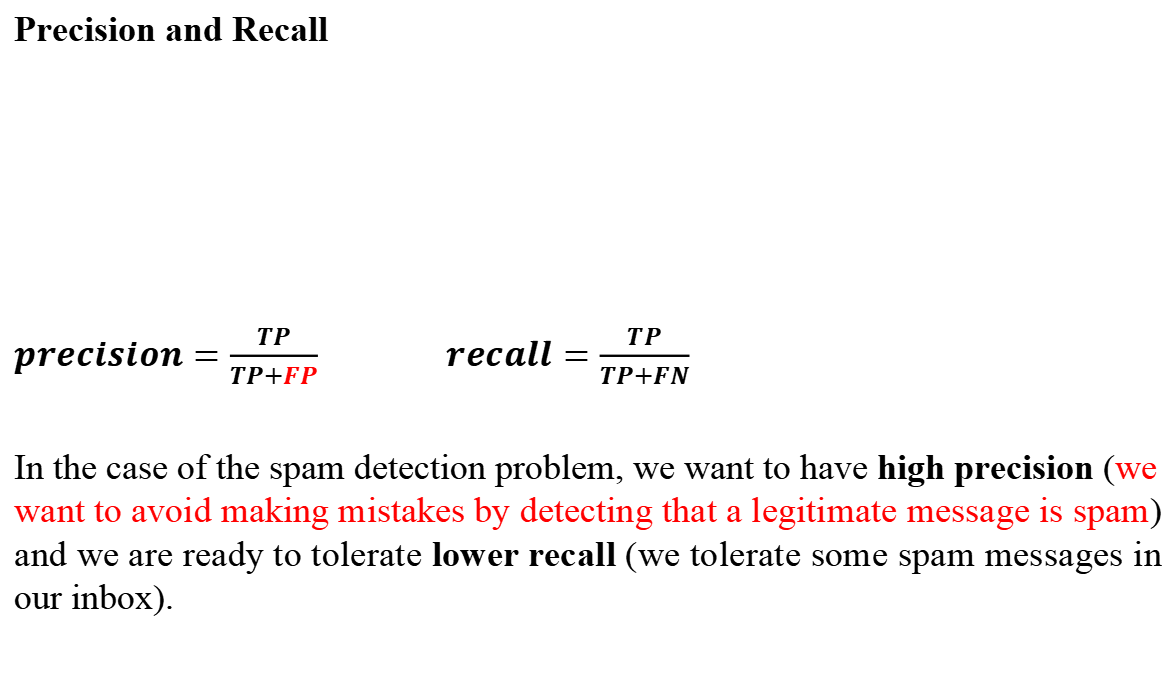 Precision and Recall
precision = TP / TP+FP recall = TP / TP+FN
In the case of the spam detection problem, we want to have high precision (we
want to avoid making mistakes by detecting that a legitimate message is spam)
and we are ready to tolerate lower recall (we tolerate some spam messages in
our inbox).